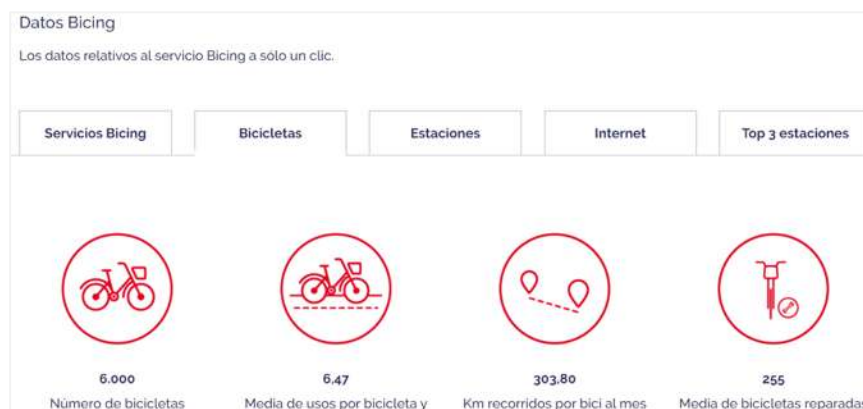 Datos Bicing
Los datos relativos al servicio Bicing a sólo un clic.
Servicios Bicing
Bicicletas
Estaciones
Internet
Top 3 estaciones
6.000
6,47
303,80
255
Número de bicicletas
Media de usos por bicicleta y
Km recorridos por bici al mes
Media de bicicletas reparadas